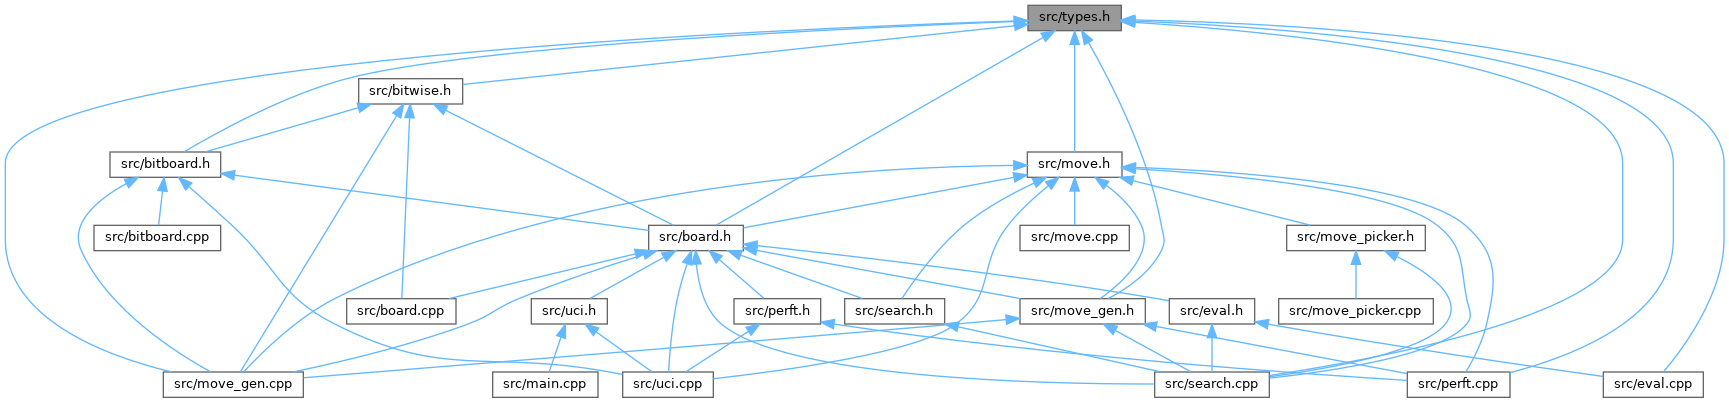 src/types.h
src/bitwise.h
src/bitboard.h
src/move.h
src/bitboard.cpp
src/board.h
src/move.cpp
src/move_picker.h
src/board.cpp
src/uci.h
src/perft.h
src/search.h
src/move_gen.h
src/eval.h
src/move_picker.cpp
src/move_gen.cpp
src/main.cpp
src/uci.cpp
src/search.cpp
src/perft.cpp
src/eval.cpp